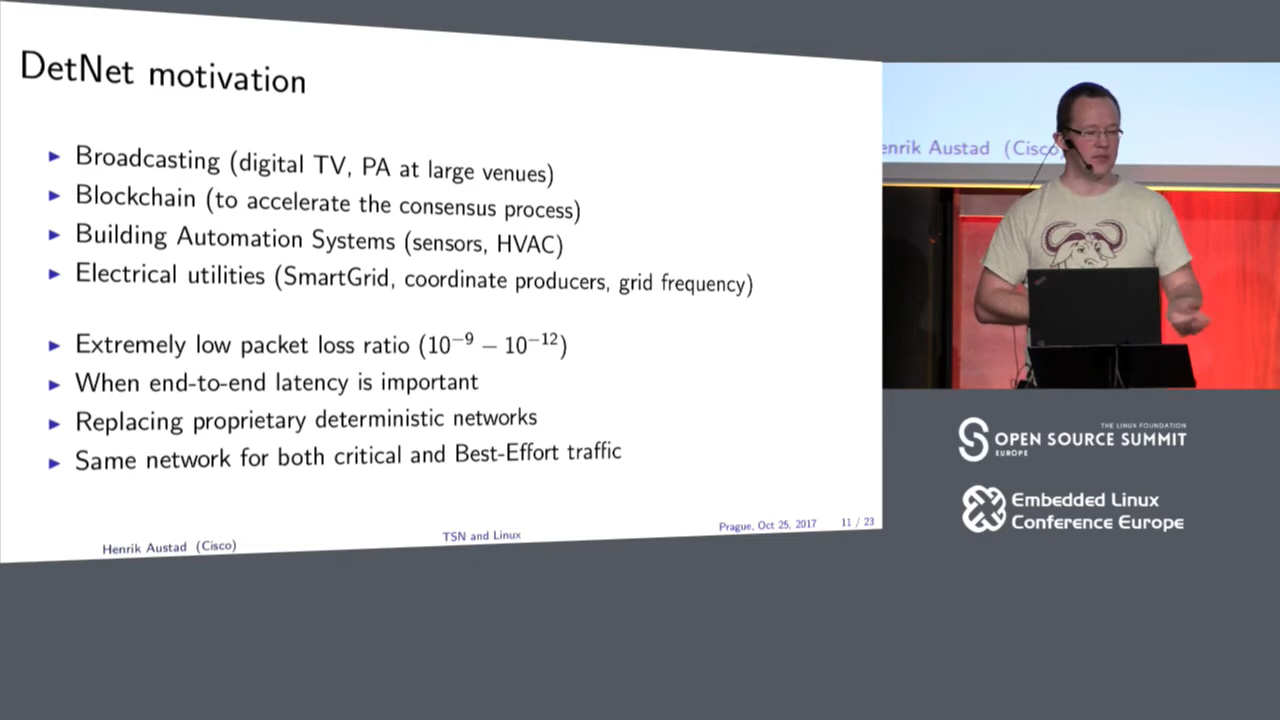 DetNet motivation
Broadcasting (digital TV, PA at large venues)
Blockchain (to accelerate the consensus process)
Building Automation Systems (sensors, HVAC)
Electrical utilities (SmartGrid, coordinate producers, grid frequency)
Extremely low packet loss ratio (10⁻⁹ – 10⁻¹²)
When end-to-end latency is important
Replacing proprietary deterministic networks
Same network for both critical and Best-Effort traffic
Henrik Austad (Cisco)
TSN and Linux
Prague, Oct 25, 2017
11 / 23
enrik Austad (Cisco)
THE LINUX FOUNDATION
OPEN SOURCE SUMMIT
EUROPE
Embedded Linux
Conference Europe